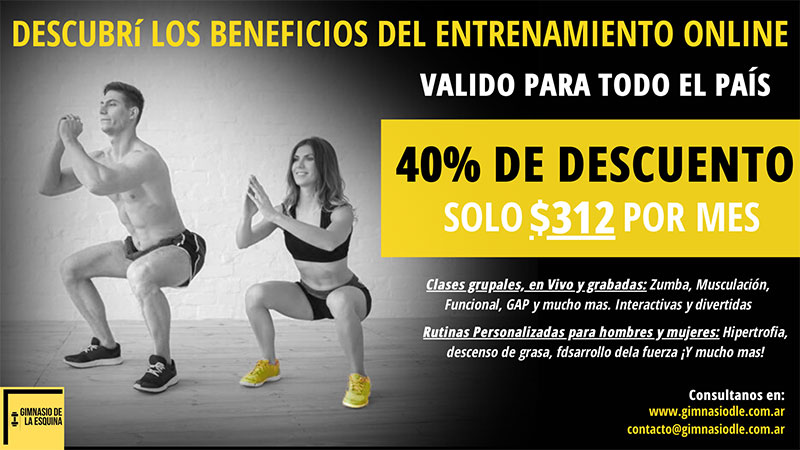 DESCUBRí LOS BENEFICIOS DEL ENTRENAMIENTO ONLINE
VALIDO PARA TODO EL PAÍS
40% DE DESCUENTO
SOLO $312 POR MES
Clases grupales, en Vivo y grabadas: Zumba, Musculación,
Funcional, GAP y mucho mas. Interactivas y divertidas
Rutinas Personalizadas para hombres y mujeres: Hipertrofia,
descenso de grasa, fdsarrollo dela fuerza ¡Y mucho mas!
Consultanos en:
www.gimnasiodle.com.ar
contacto@gimnasiodle.com.ar
GIMNASIO DE
LA ESQUINA